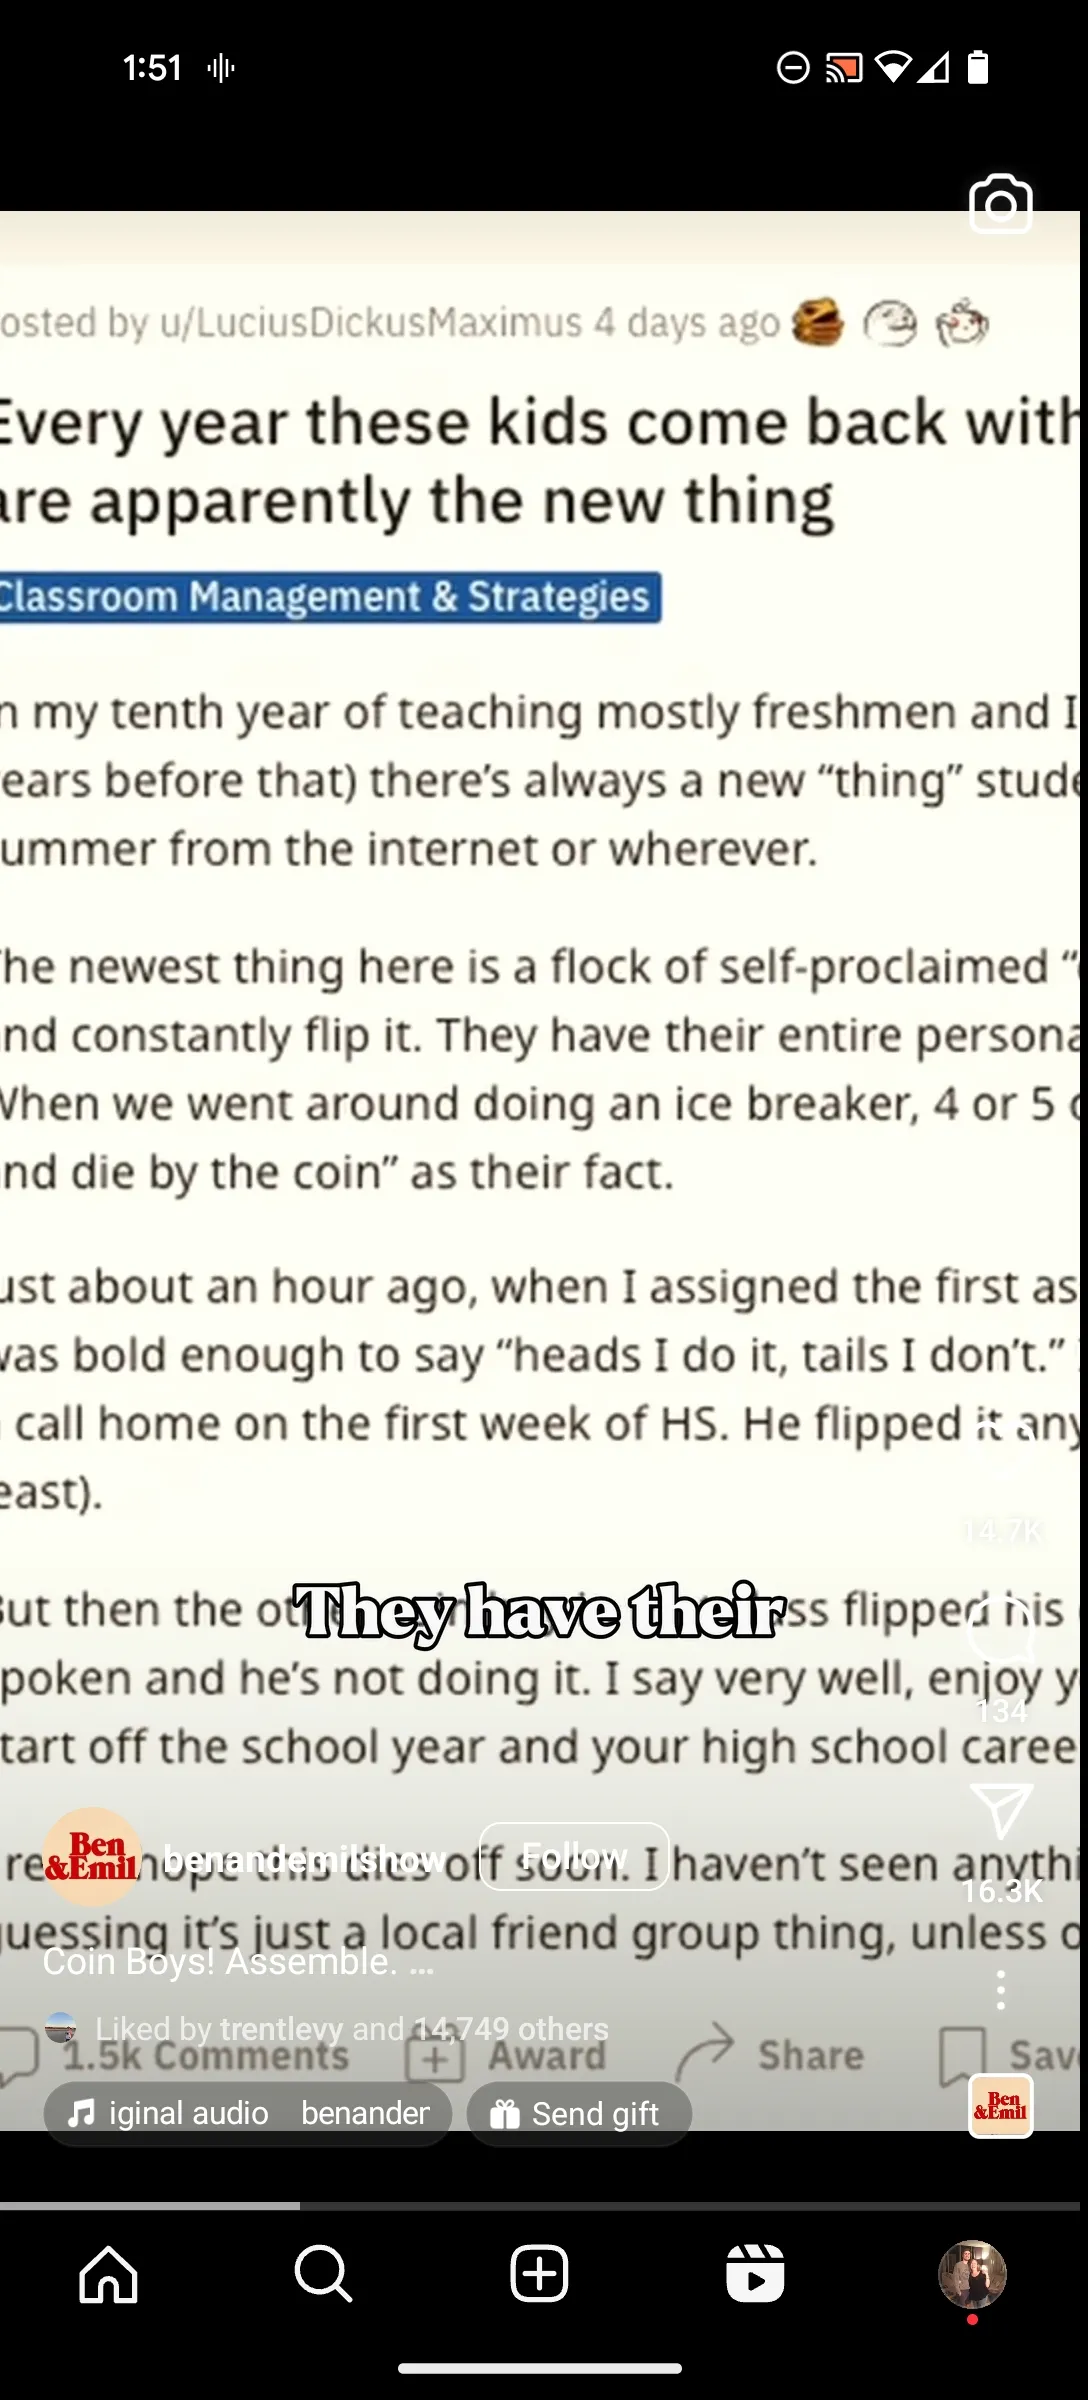 1:51
osted by u/LuciusDickusMaximus 4 days ago
Every year these kids come back with
are apparently the new thing
Classroom Management & Strategies
n my tenth year of teaching mostly freshmen and I
ears before that) there's always a new “thing” stude
ummer from the internet or wherever.
he newest thing here is a flock of self-proclaimed “
nd constantly flip it. They have their entire persona
When we went around doing an ice breaker, 4 or 5
nd die by the coin” as their fact.
ust about an hour ago, when I assigned the first as
was bold enough to say “heads I do it, tails I don't.”
call home on the first week of HS. He flipped it any
east).
14.7K
But then the ot ss flipped his
They have their
poken and he's not doing it. I say very well, enjoy y
134
tart off the school year and your high school caree
Ben
&Emil
benandemilshow
Follow
re hope this dies off soon. I haven't seen anythi
16.3K
guessing it's just a local friend group thing, unless o
Coin Boys! Assemble. ...
Liked by trentlevy and 14,749 others
1.5k Comments Award Share Save
iginal audio benander
Send gift
Ben
&Emil